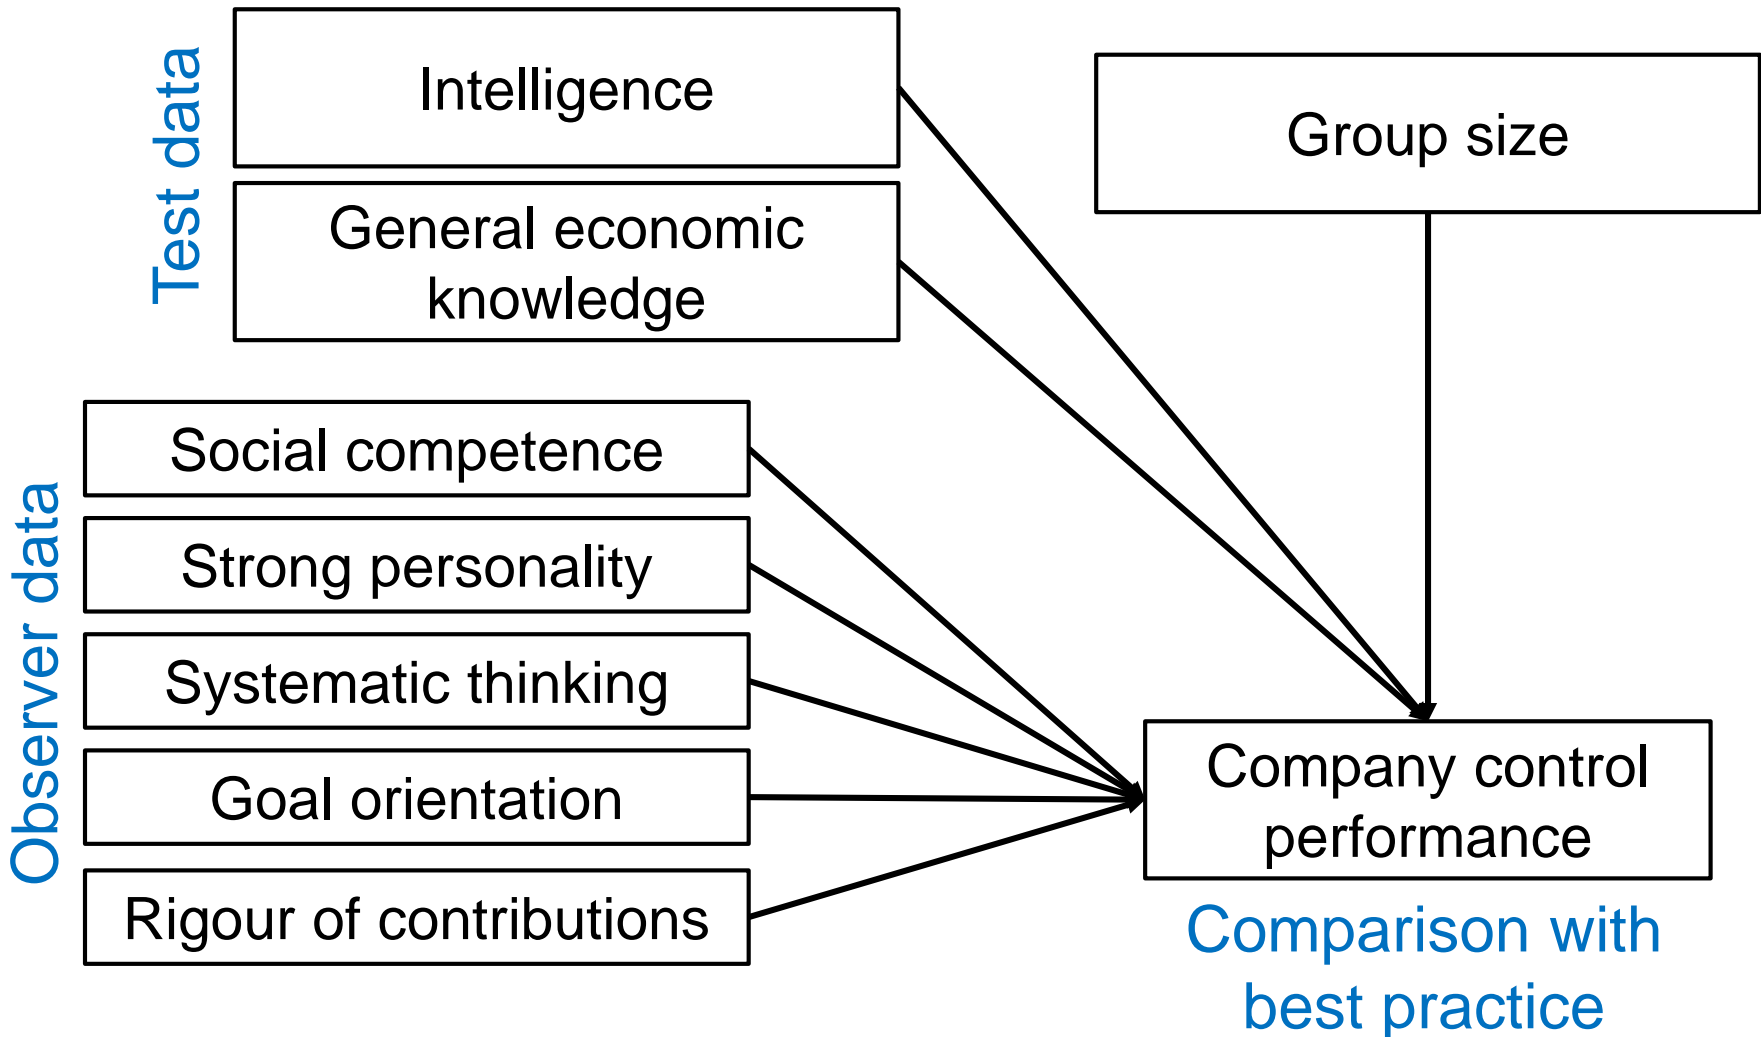 Test data
Intelligence
General economic
knowledge
Group size
Observer data
Social competence
Strong personality
Systematic thinking
Goal orientation
Rigour of contributions
Company control
performance
Comparison with
best practice